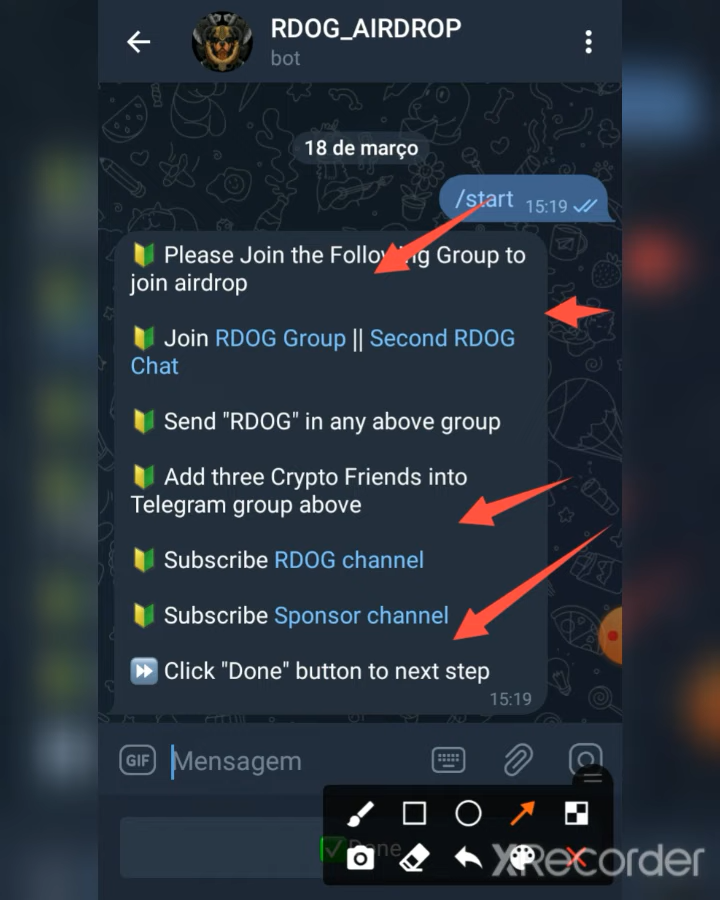 RDOG_AIRDROP
bot
18 de março
/start 15:19
Please Join the Following Group to
join airdrop
Join RDOG Group || Second RDOG
Chat
Send "RDOG" in any above group
Add three Crypto Friends into
Telegram group above
Subscribe RDOG channel
Subscribe Sponsor channel
Click "Done" button to next step
15:19
GIF Mensagem
Done
XRecorder